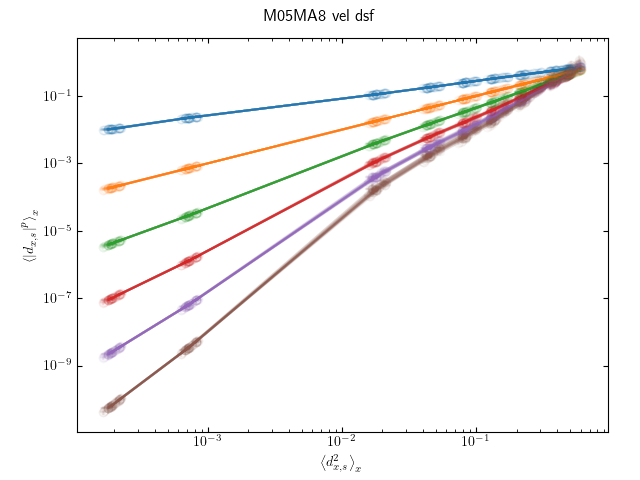 M05MA8 vel dsf
10⁻¹
10⁻³
10⁻⁵
10⁻⁷
10⁻⁹
⟨|d_{x,s}|^p⟩_x
10⁻³ 10⁻² 10⁻¹
⟨d²_{x,s}⟩_x